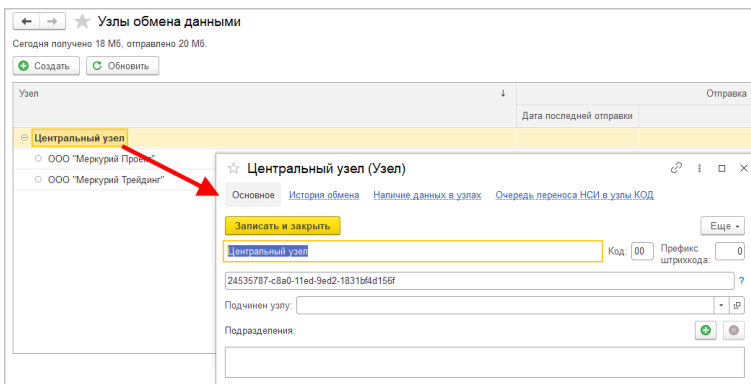 Узлы обмена данными
Сегодня получено 18 Мб, отправлено 20 Мб.
Создать Обновить
Узел ↓ Отправка
Дата последней отправки
Центральный узел
ООО "Меркурий Проект"
ООО "Меркурий Трейдинг"
Центральный узел (Узел)
Основное История обмена Наличие данных в узлах Очередь переноса НСИ в узлы КОД
Записать и закрыть Еще
Центральный узел Код: 00 Префикс штрихкода: 0
24535787-c8a0-11ed-9ed2-1831bf4d156f ?
Подчинен узлу:
Подразделения: